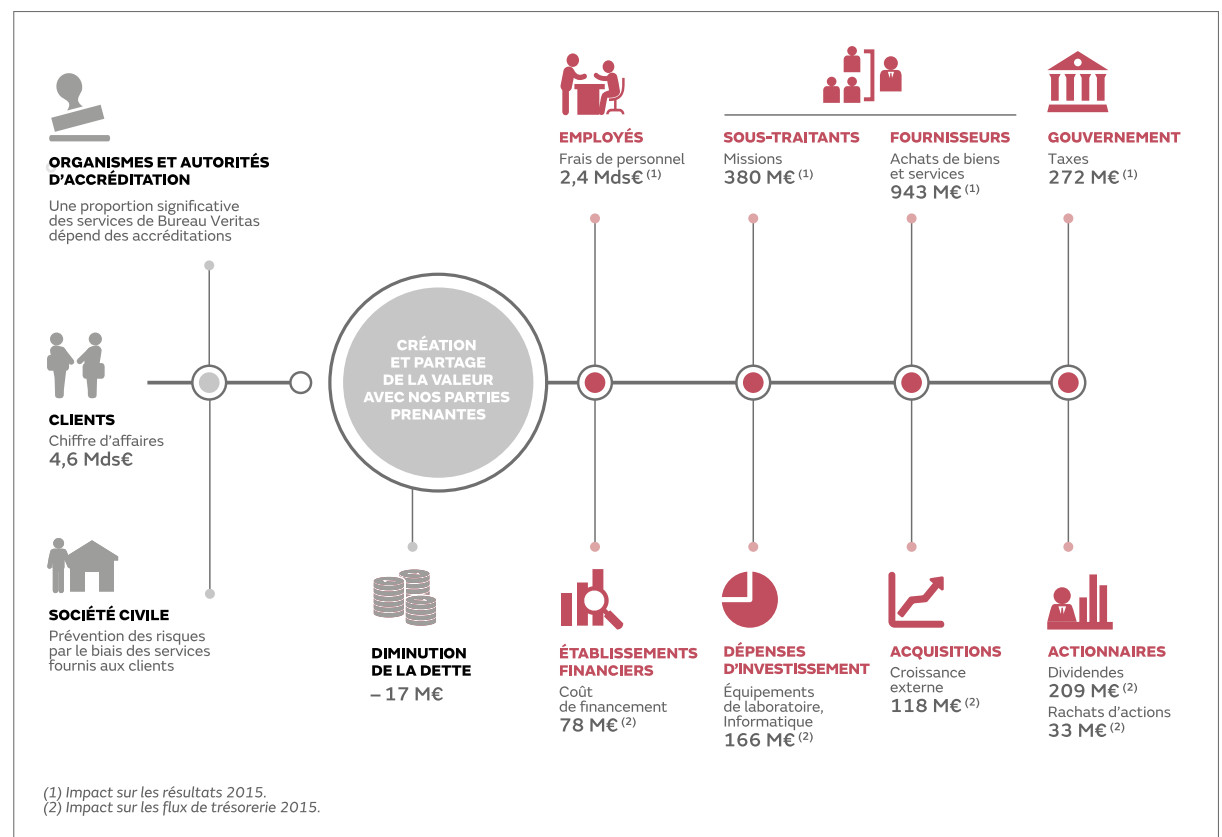 ORGANISMES ET AUTORITÉS
D'ACCRÉDITATION
Une proportion significative
des services de Bureau Veritas
dépend des accréditations
CLIENTS
Chiffre d'affaires
4,6 Mds€
SOCIÉTÉ CIVILE
Prévention des risques
par le biais des services
fournis aux clients
CRÉATION
ET PARTAGE
DE LA VALEUR
AVEC NOS PARTIES
PRENANTES
DIMINUTION
DE LA DETTE
– 17 M€
EMPLOYÉS
Frais de personnel
2,4 Mds€ (1)
SOUS-TRAITANTS
Missions
380 M€ (1)
FOURNISSEURS
Achats de biens
et services
943 M€ (1)
GOUVERNEMENT
Taxes
272 M€ (1)
ÉTABLISSEMENTS
FINANCIERS
Coût
de financement
78 M€ (2)
DÉPENSES
D'INVESTISSEMENT
Équipements
de laboratoire,
Informatique
166 M€ (2)
ACQUISITIONS
Croissance
externe
118 M€ (2)
ACTIONNAIRES
Dividendes
209 M€ (2)
Rachats d'actions
33 M€ (2)
(1) Impact sur les résultats 2015.
(2) Impact sur les flux de trésorerie 2015.